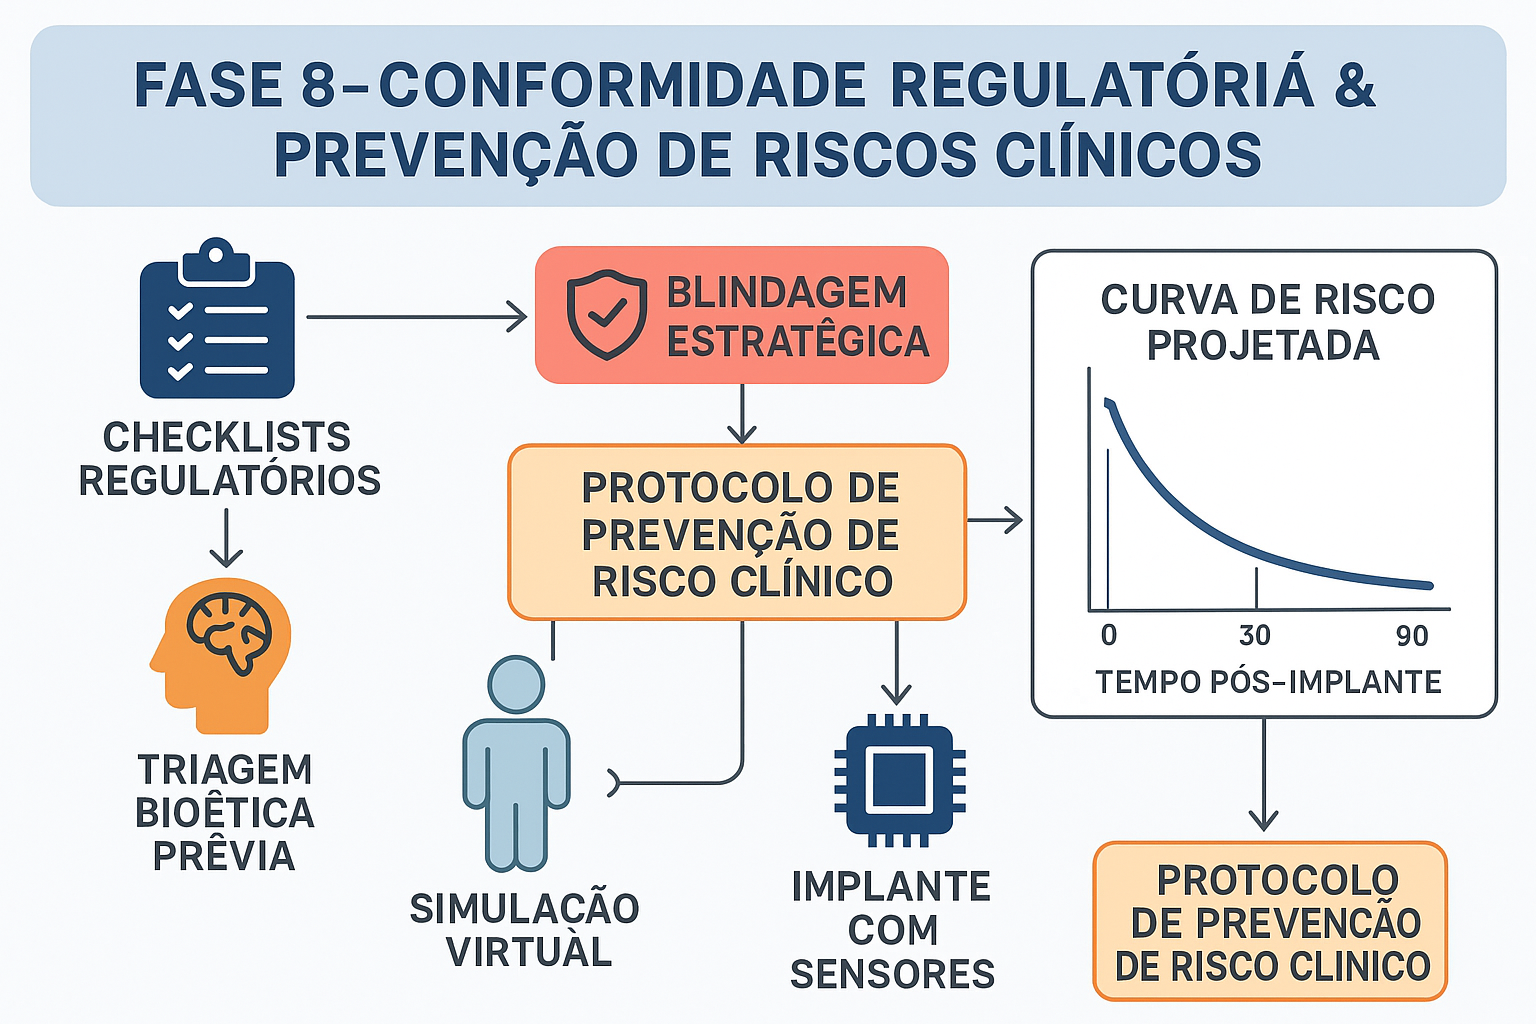 FASE 8–CONFORMIDADE REGULATÓRIÁ &
PREVENÇÃO DE RISCOS CLÍNICOS
CHECKLISTS
REGULATÓRIOS
TRIAGEM
BIOÊTICA
PRÊVIA
BLINDAGEM
ESTRATÊGICA
PROTOCOLO DE
PREVENÇÃO DE
RISCO CLÍNICO
SIMULACÃO
VIRTUÀL
IMPLANTE
COM
SENSORES
CURVA DE RISCO
PROJETADA
0 30 90
TEMPO PÓS–IMPLANTE
PROTOCOLO
DE PREVENCÃO
DE RISCO CLINICO